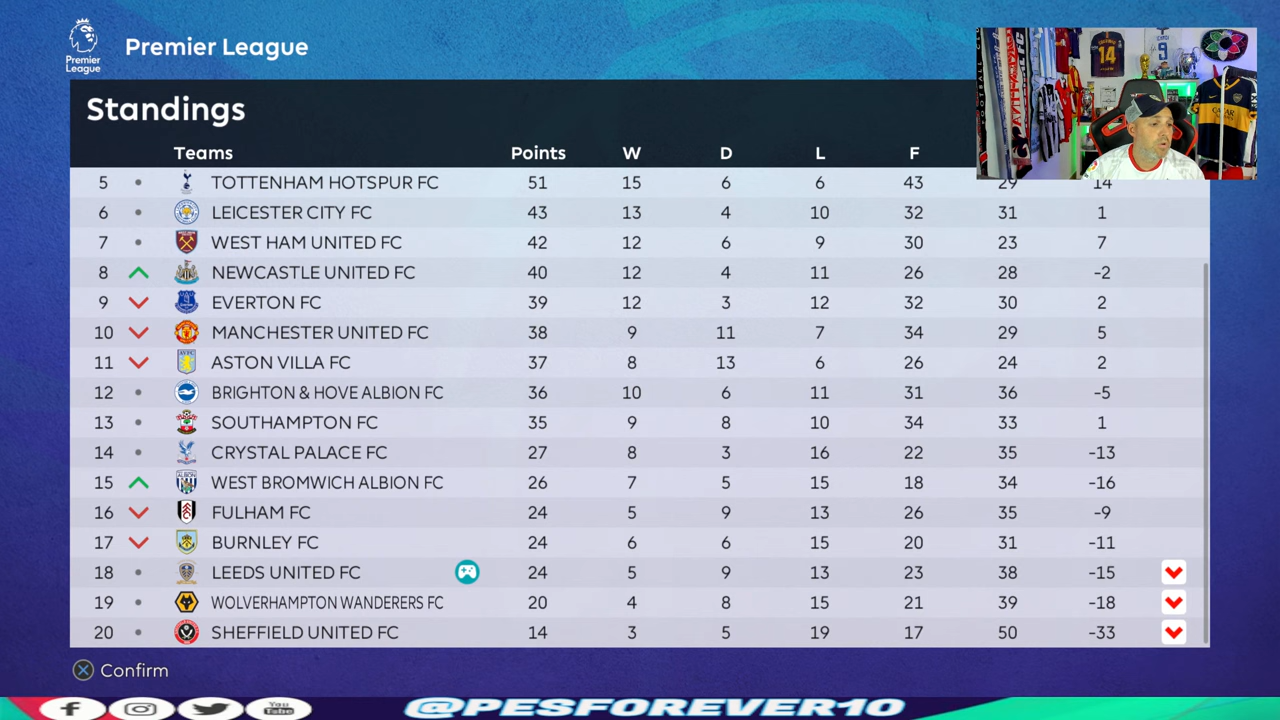 Premier League
Premier League
Standings
Teams Points W D L F
5 TOTTENHAM HOTSPUR FC 51 15 6 6 43 29 14
6 LEICESTER CITY FC 43 13 4 10 32 31 1
7 WEST HAM UNITED FC 42 12 6 9 30 23 7
8 NEWCASTLE UNITED FC 40 12 4 11 26 28 -2
9 EVERTON FC 39 12 3 12 32 30 2
10 MANCHESTER UNITED FC 38 9 11 7 34 29 5
11 ASTON VILLA FC 37 8 13 6 26 24 2
12 BRIGHTON & HOVE ALBION FC 36 10 6 11 31 36 -5
13 SOUTHAMPTON FC 35 9 8 10 34 33 1
14 CRYSTAL PALACE FC 27 8 3 16 22 35 -13
15 WEST BROMWICH ALBION FC 26 7 5 15 18 34 -16
16 FULHAM FC 24 5 9 13 26 35 -9
17 BURNLEY FC 24 6 6 15 20 31 -11
18 LEEDS UNITED FC 24 5 9 13 23 38 -15
19 WOLVERHAMPTON WANDERERS FC 20 4 8 15 21 39 -18
20 SHEFFIELD UNITED FC 14 3 5 19 17 50 -33
Confirm
You Tube
@PESFOREVER10
14
9